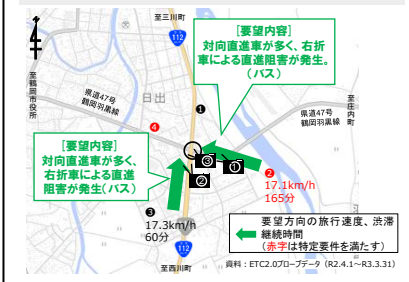 至三川町
112
[要望内容]
対向直進車が多く、右折
車による直進阻害が発生。
(バス)
至鶴岡市役所
日出
❶
県道47号
鶴岡羽黒線
❹
県道47号
鶴岡羽黒線
至庄内町
[要望内容]
対向直進車が多く、
右折車による直進
阻害が発生(バス)
③
①
②
❷
17.1km/h
165分
❸
17.3km/h
60分
112
至西川町
要望方向の旅行速度、渋滞
継続時間
(赤字は特定要件を満たす)
資料:ETC2.0プローブデータ(R2.4.1~R3.3.31)